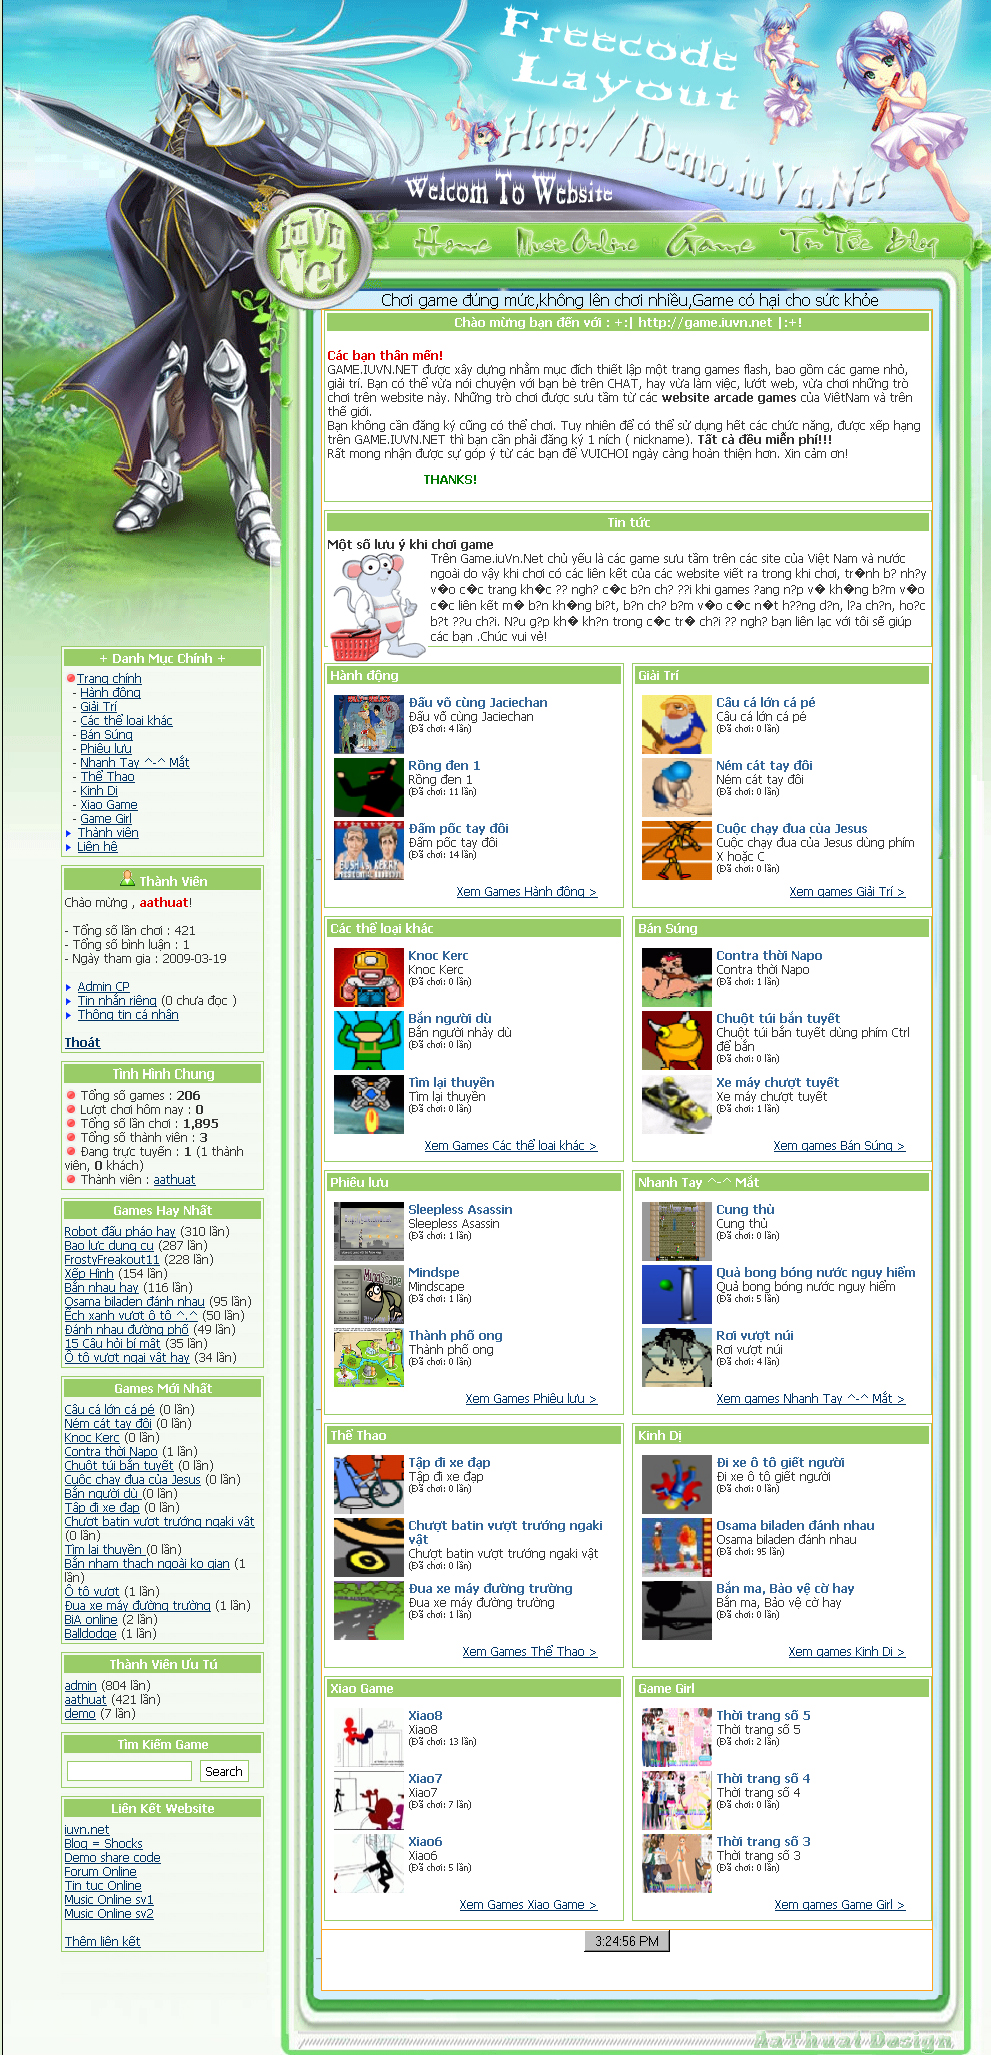 Freecode
Layout
Http://Demo.iuVn.Net
Welcom To Website
iuVn
Net
Home
Music Online
Game
Tin Tức
Blog
Chơi game đúng mức,không lên chơi nhiều,Game có hại cho sức khỏe
Chào mừng bạn đến với : +:| http://game.iuvn.net |:+!
Các bạn thân mến!
GAME.IUVN.NET được xây dựng nhằm mục đích thiết lập một trang games flash, bao gồm các game nhỏ,
giải trí. Bạn có thể vừa nói chuyện với bạn bè trên CHAT, hay vừa làm việc, lướt web, vừa chơi những trò
chơi trên website này. Những trò chơi được sưu tầm từ các website arcade games của ViêtNam và trên
thế giới.
Bạn không cần đăng ký cũng có thể chơi. Tuy nhiên để có thể sử dụng hết các chức năng, được xếp hạng
trên GAME.IUVN.NET thì bạn cần phải đăng ký 1 ních ( nickname). Tất cả đều miễn phí!!!
Rất mong nhận được sự góp ý từ các bạn để VUICHOI ngày càng hoàn thiện hơn. Xin cảm ơn!
THANKS!
Tin tức
Một số lưu ý khi chơi game
Trên Game.iuVn.Net chủ yếu là các game sưu tầm trên các site của Việt Nam và nước
ngoài do vậy khi chơi có các liên kết của các website viết ra trong khi chơi, tr�nh b? nh?y
v�o c�c trang kh�c ?? ngh? c�c b?n ch? ??i khi games ?ang n?p v� kh�ng b?m v�o
c�c liên kết m� b?n kh�ng bi?t, b?n ch? b?m v�o c�c n�t h??ng d?n, l?a ch?n, ho?c
b?t ??u ch?i. N?u g?p kh� kh?n trong c�c tr� ch?i ?? ngh? bạn liên lạc với tôi sẽ giúp
các bạn .Chúc vui vẻ!
+ Danh Mục Chính +
Trang chính
- Hành động
- Giải Trí
- Các thể loại khác
- Bán Súng
- Phiêu lưu
- Nhanh Tay ^-^ Mắt
- Thể Thao
- Kinh Dị
- Xiao Game
- Game Girl
Thành viên
Liên hệ
Thành Viên
Chào mừng , aathuat!
- Tổng số lần chơi : 421
- Tổng số bình luận : 1
- Ngày tham gia : 2009-03-19
Admin CP
Tin nhắn riêng (0 chưa đọc )
Thông tin cá nhân
Thoát
Tình Hình Chung
Tổng số games : 206
Lượt chơi hôm nay : 0
Tổng số lần chơi : 1,895
Tổng số thành viên : 3
Đang trực tuyến : 1 (1 thành
viên, 0 khách)
Thành viên : aathuat
Games Hay Nhất
Robot đấu pháo hay (310 lần)
Bạo lực dung cụ (287 lần)
FrostyFreakout11 (228 lần)
Xếp Hình (154 lần)
Bắn nhau hay (116 lần)
Osama biladen đánh nhau (95 lần)
Ếch xanh vượt ô tô ^.^ (50 lần)
Đánh nhau đường phố (49 lần)
15 Câu hỏi bí mật (35 lần)
Ô tô vượt ngại vật hay (34 lần)
Games Mới Nhất
Câu cá lớn cá pé (0 lần)
Ném cát tay đôi (0 lần)
Knoc Kerc (0 lần)
Contra thời Napo (1 lần)
Chuột túi bắn tuyết (0 lần)
Cuộc chạy đua của Jesus (0 lần)
Bắn người dù (0 lần)
Tập đi xe đạp (0 lần)
Chượt batin vượt trướng ngaki vật
(0 lần)
Tìm lại thuyền (0 lần)
Bắn nham thạch ngoài ko gian (1
lần)
Ô tô vượt (1 lần)
Đua xe máy đường trường (1 lần)
BiA online (2 lần)
Balldodge (1 lần)
Thành Viên Ưu Tú
admin (804 lần)
aathuat (421 lần)
demo (7 lần)
Tìm Kiếm Game
Search
Liên Kết Website
iuvn.net
Blog = Shocks
Demo share code
Forum Online
Tin tuc Online
Music Online sv1
Music Online sv2
Thêm liên kết
Hành động
Đấu võ cùng Jaciechan
Đấu võ cùng Jaciechan
(Đã chơi: 4 lần)
Rồng đen 1
Rồng đen 1
(Đã chơi: 11 lần)
Đấm pốc tay đôi
Đấm pốc tay đôi
(Đã chơi: 14 lần)
Xem Games Hành động >
Giải Trí
Câu cá lớn cá pé
Câu cá lớn cá pé
(Đã chơi: 0 lần)
Ném cát tay đôi
Ném cát tay đôi
(Đã chơi: 0 lần)
Cuộc chạy đua của Jesus
Cuộc chạy đua của Jesus dùng phím
X hoặc C
(Đã chơi: 0 lần)
Xem games Giải Trí >
Các thể loại khác
Knoc Kerc
Knoc Kerc
(Đã chơi: 0 lần)
Bắn người dù
Bắn người nhảy dù
(Đã chơi: 0 lần)
Tìm lại thuyền
Tìm lại thuyền
(Đã chơi: 0 lần)
Xem Games Các thể loại khác >
Bán Súng
Contra thời Napo
Contra thời Napo
(Đã chơi: 1 lần)
Chuột túi bắn tuyết
Chuột túi bắn tuyết dùng phím Ctrl
để bắn
(Đã chơi: 0 lần)
Xe máy chượt tuyết
Xe máy chượt tuyết
(Đã chơi: 1 lần)
Xem games Bán Súng >
Phiêu lưu
Sleepless Asassin
Sleepless Asassin
(Đã chơi: 1 lần)
Mindspe
Mindscape
(Đã chơi: 1 lần)
Thành phố ong
Thành phố ong
(Đã chơi: 0 lần)
Xem Games Phiêu lưu >
Nhanh Tay ^-^ Mắt
Cung thủ
Cung thủ
(Đã chơi: 0 lần)
Quả bong bóng nước nguy hiểm
Quả bong bóng nước nguy hiểm
(Đã chơi: 5 lần)
Rơi vượt núi
Rơi vượt núi
(Đã chơi: 4 lần)
Xem games Nhanh Tay ^-^ Mắt >
Thể Thao
Tập đi xe đạp
Tập đi xe đạp
(Đã chơi: 0 lần)
Chượt batin vượt trướng ngaki
vật
Chượt batin vượt trướng ngaki vật
(Đã chơi: 0 lần)
Đua xe máy đường trường
Đua xe máy đường trường
(Đã chơi: 1 lần)
Xem Games Thể Thao >
Kinh Dị
Đi xe ô tô giết người
Đi xe ô tô giết người
(Đã chơi: 0 lần)
Osama biladen đánh nhau
Osama biladen đánh nhau
(Đã chơi: 95 lần)
Bắn ma, Bảo vệ cờ hay
Bắn ma, Bảo vệ cờ hay
(Đã chơi: 0 lần)
Xem games Kinh Dị >
Xiao Game
Xiao8
Xiao8
(Đã chơi: 13 lần)
Xiao7
Xiao7
(Đã chơi: 7 lần)
Xiao6
Xiao6
(Đã chơi: 5 lần)
Xem Games Xiao Game >
Game Girl
Thời trang số 5
Thời trang số 5
(Đã chơi: 2 lần)
Thời trang số 4
Thời trang số 4
(Đã chơi: 0 lần)
Thời trang số 3
Thời trang số 3
(Đã chơi: 0 lần)
Xem games Game Girl >
3:24:56 PM
AaThuat Design